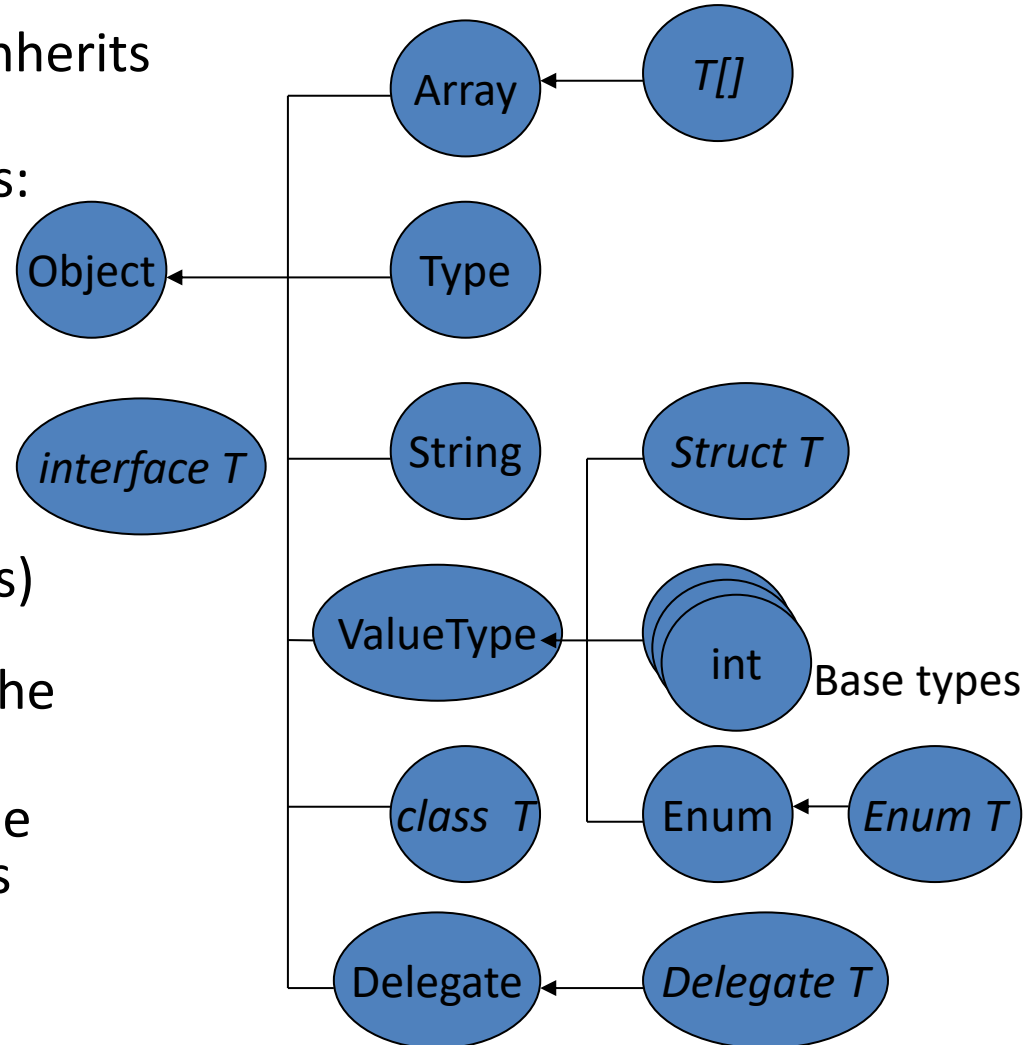 nherits
Array
T[]
s:
Object
Type
interface T
String
Struct T
s)
ValueType
int
Base types
he
class T
Enum
Enum T
e
s
Delegate
Delegate T